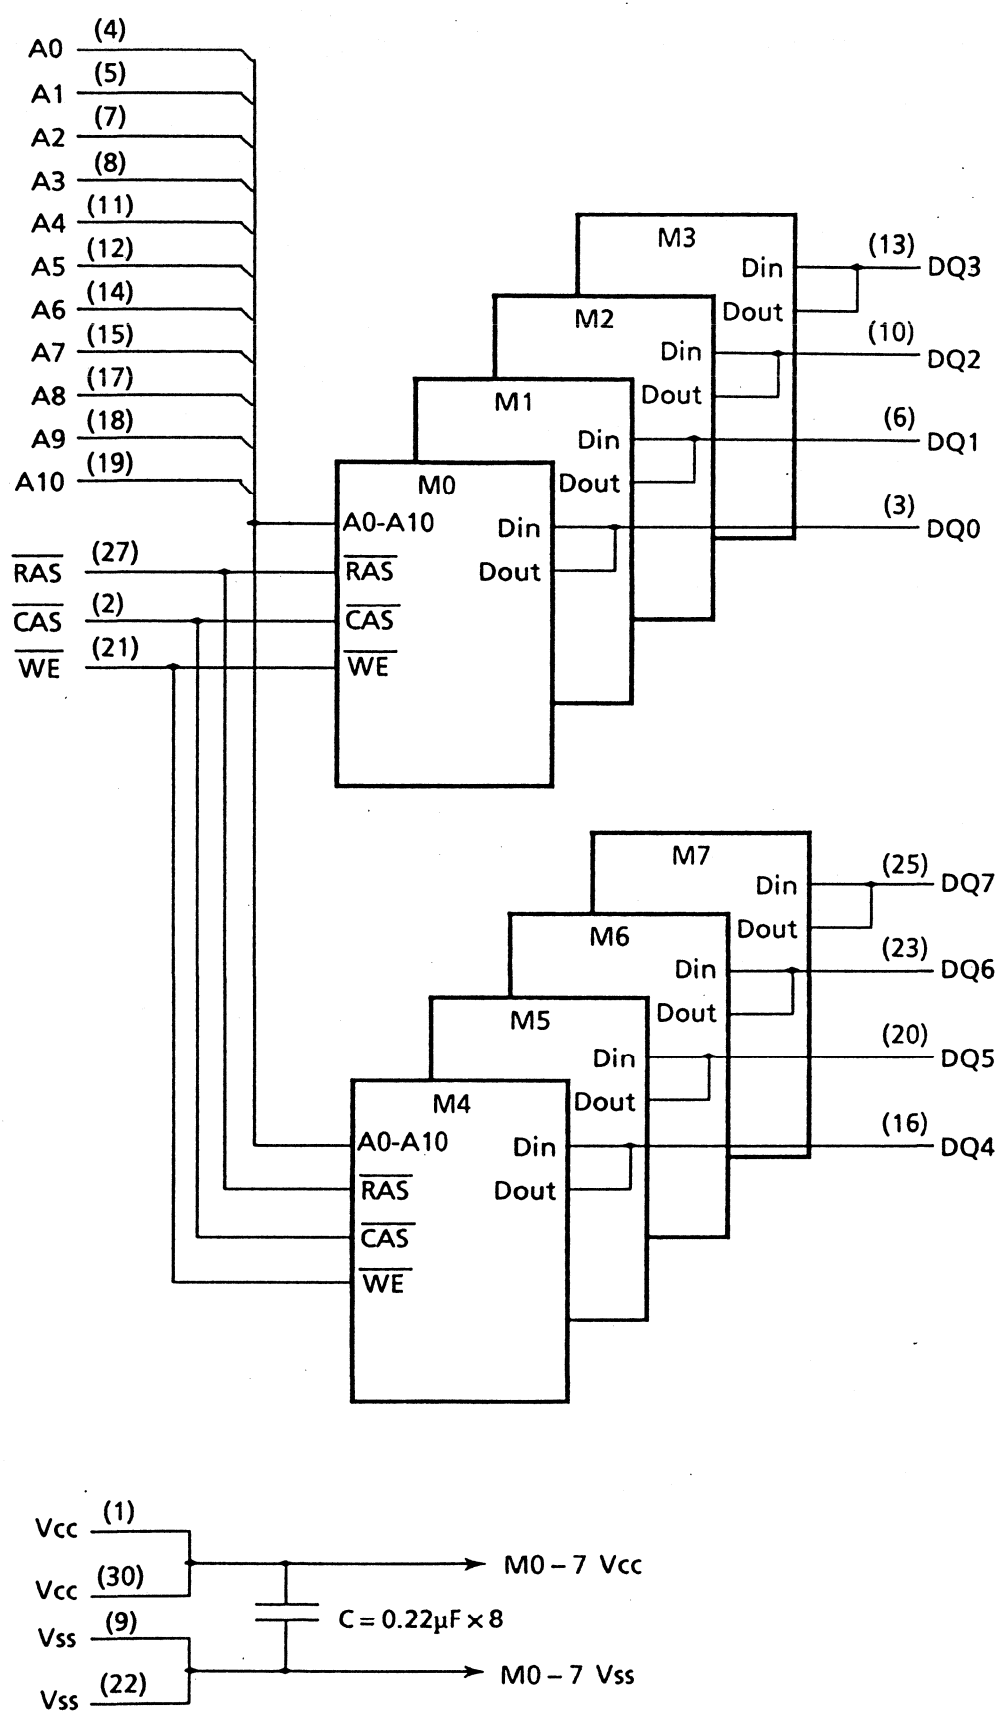 A0 (4)
A1 (5)
A2 (7)
A3 (8)
A4 (11)
A5 (12)
A6 (14)
A7 (15)
A8 (17)
A9 (18)
A10 (19)
RAS (27)
CAS (2)
WE (21)
M3
Din
Dout
(13) DQ3
M2
Din
Dout
(10) DQ2
M1
Din
Dout
(6) DQ1
M0
A0-A10
RAS
CAS
WE
Din
Dout
(3) DQ0
M7
Din
Dout
(25) DQ7
M6
Din
Dout
(23) DQ6
M5
Din
Dout
(20) DQ5
M4
A0-A10
RAS
CAS
WE
Din
Dout
(16) DQ4
Vcc (1)
Vcc (30)
M0 – 7 Vcc
C = 0.22µF × 8
Vss (9)
Vss (22)
M0 – 7 Vss